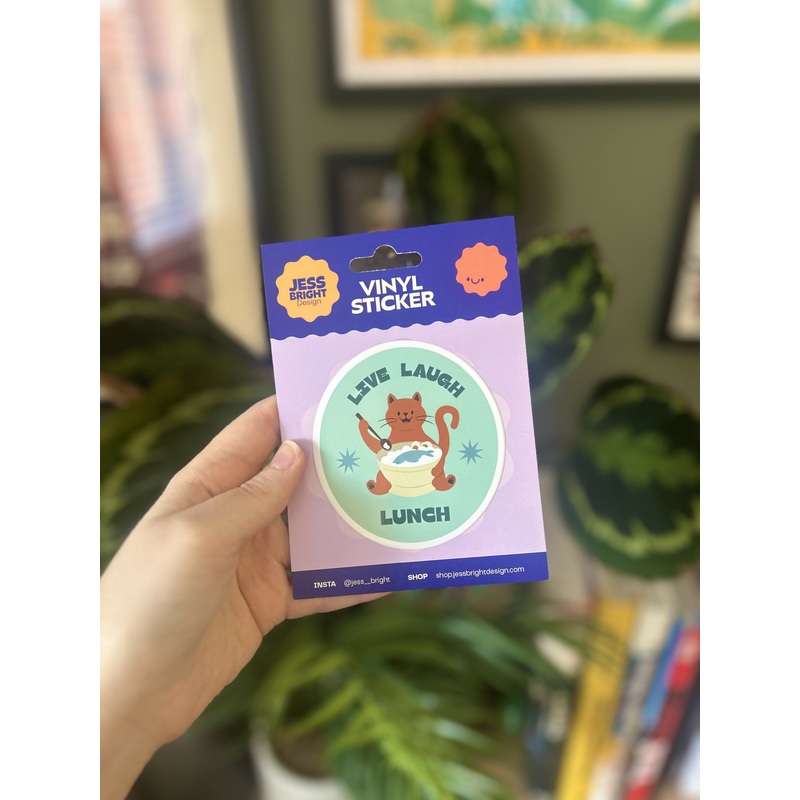 JESS
BRIGHT
Design
VINYL
STICKER
LIVE LAUGH
LUNCH
INSTA @jess__bright SHOP shop.jessbrightdesign.com